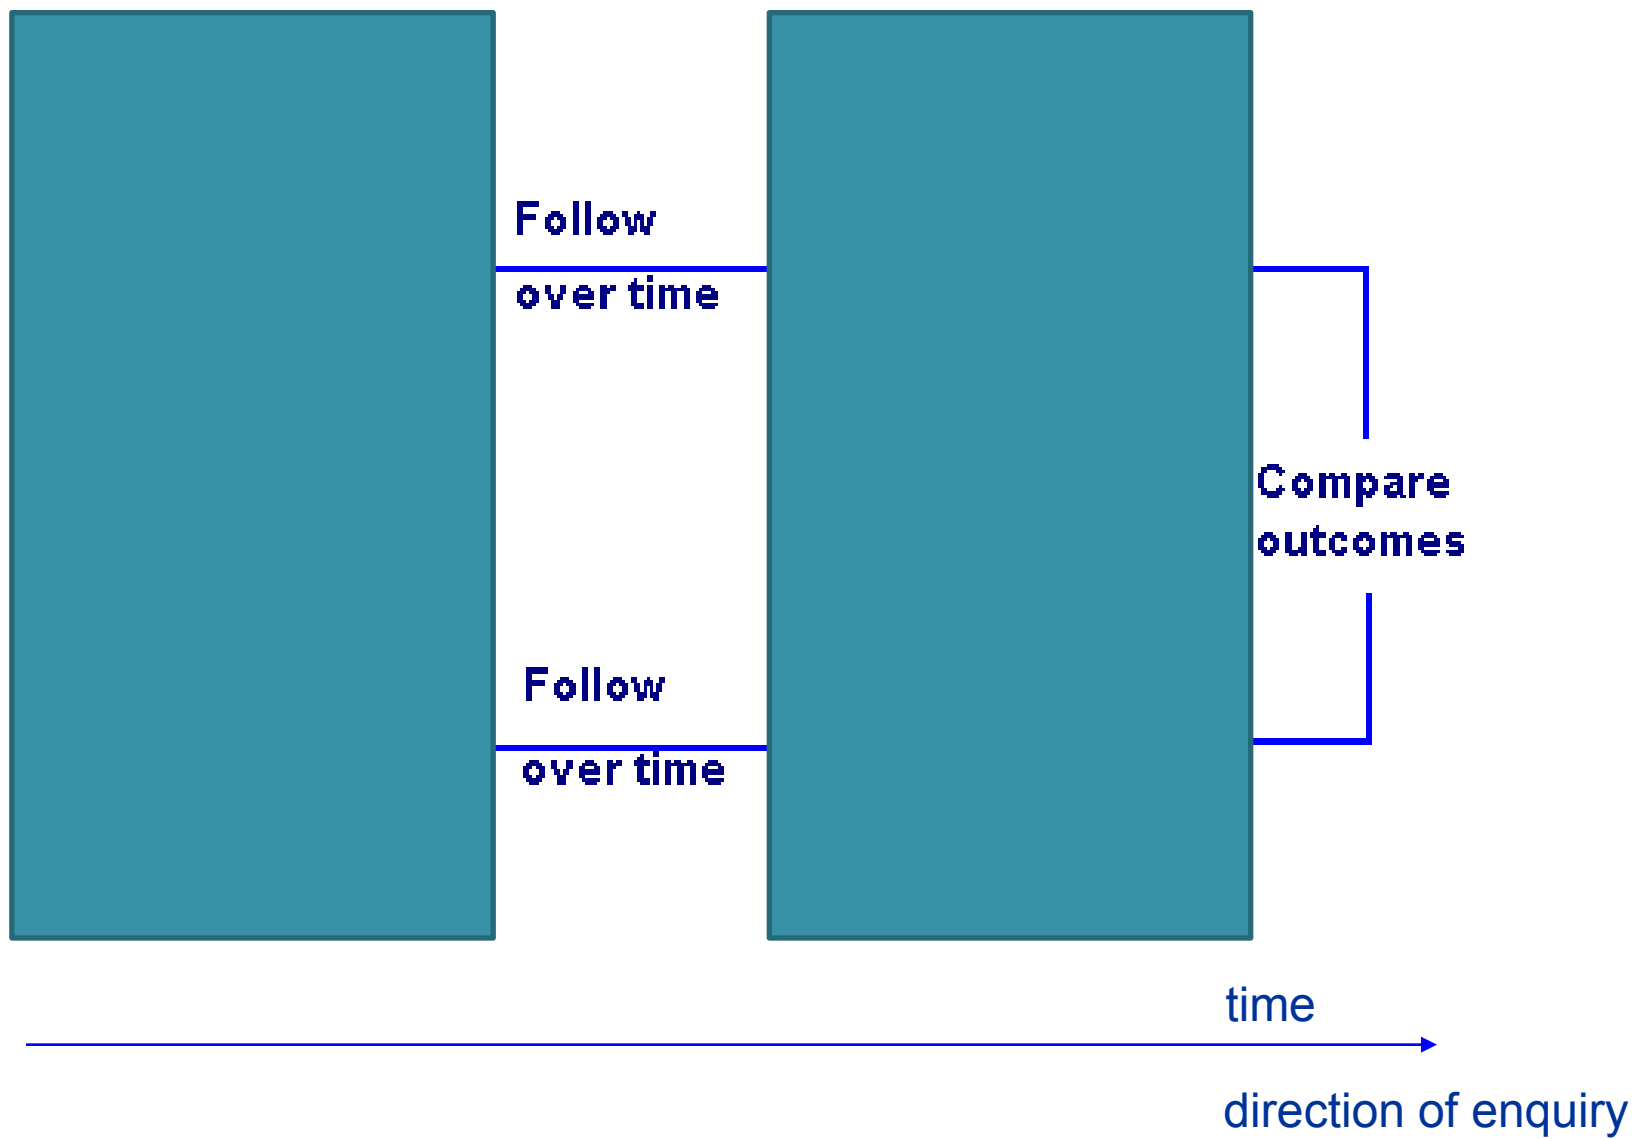 Follow
over time
Compare
outcomes
Follow
over time
time
direction of enquiry